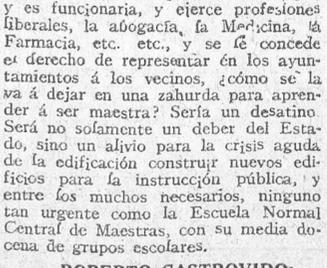 y es funcionaria, y ejerce profesiones
liberales, la abogacía, la Medicina, la
Farmacia, etc. etc., y se le concede
el derecho de representar en los ayun-
tamientos á los vecinos, ¿cómo se la
va á dejar en una zahurda para apren-
der á ser maestra? Sería un desatino.
Será no solamente un deber del Esta-
do, sino un alivio para la crisis aguda
de la edificación construir nuevos edi-
ficios para la instrucción pública, y
entre los muchos necesarios, ninguno
tan urgente como la Escuela Normal
Central de Maestras, con su media do-
cena de grupos escolares.
ROBERTO CASTROVIDO: